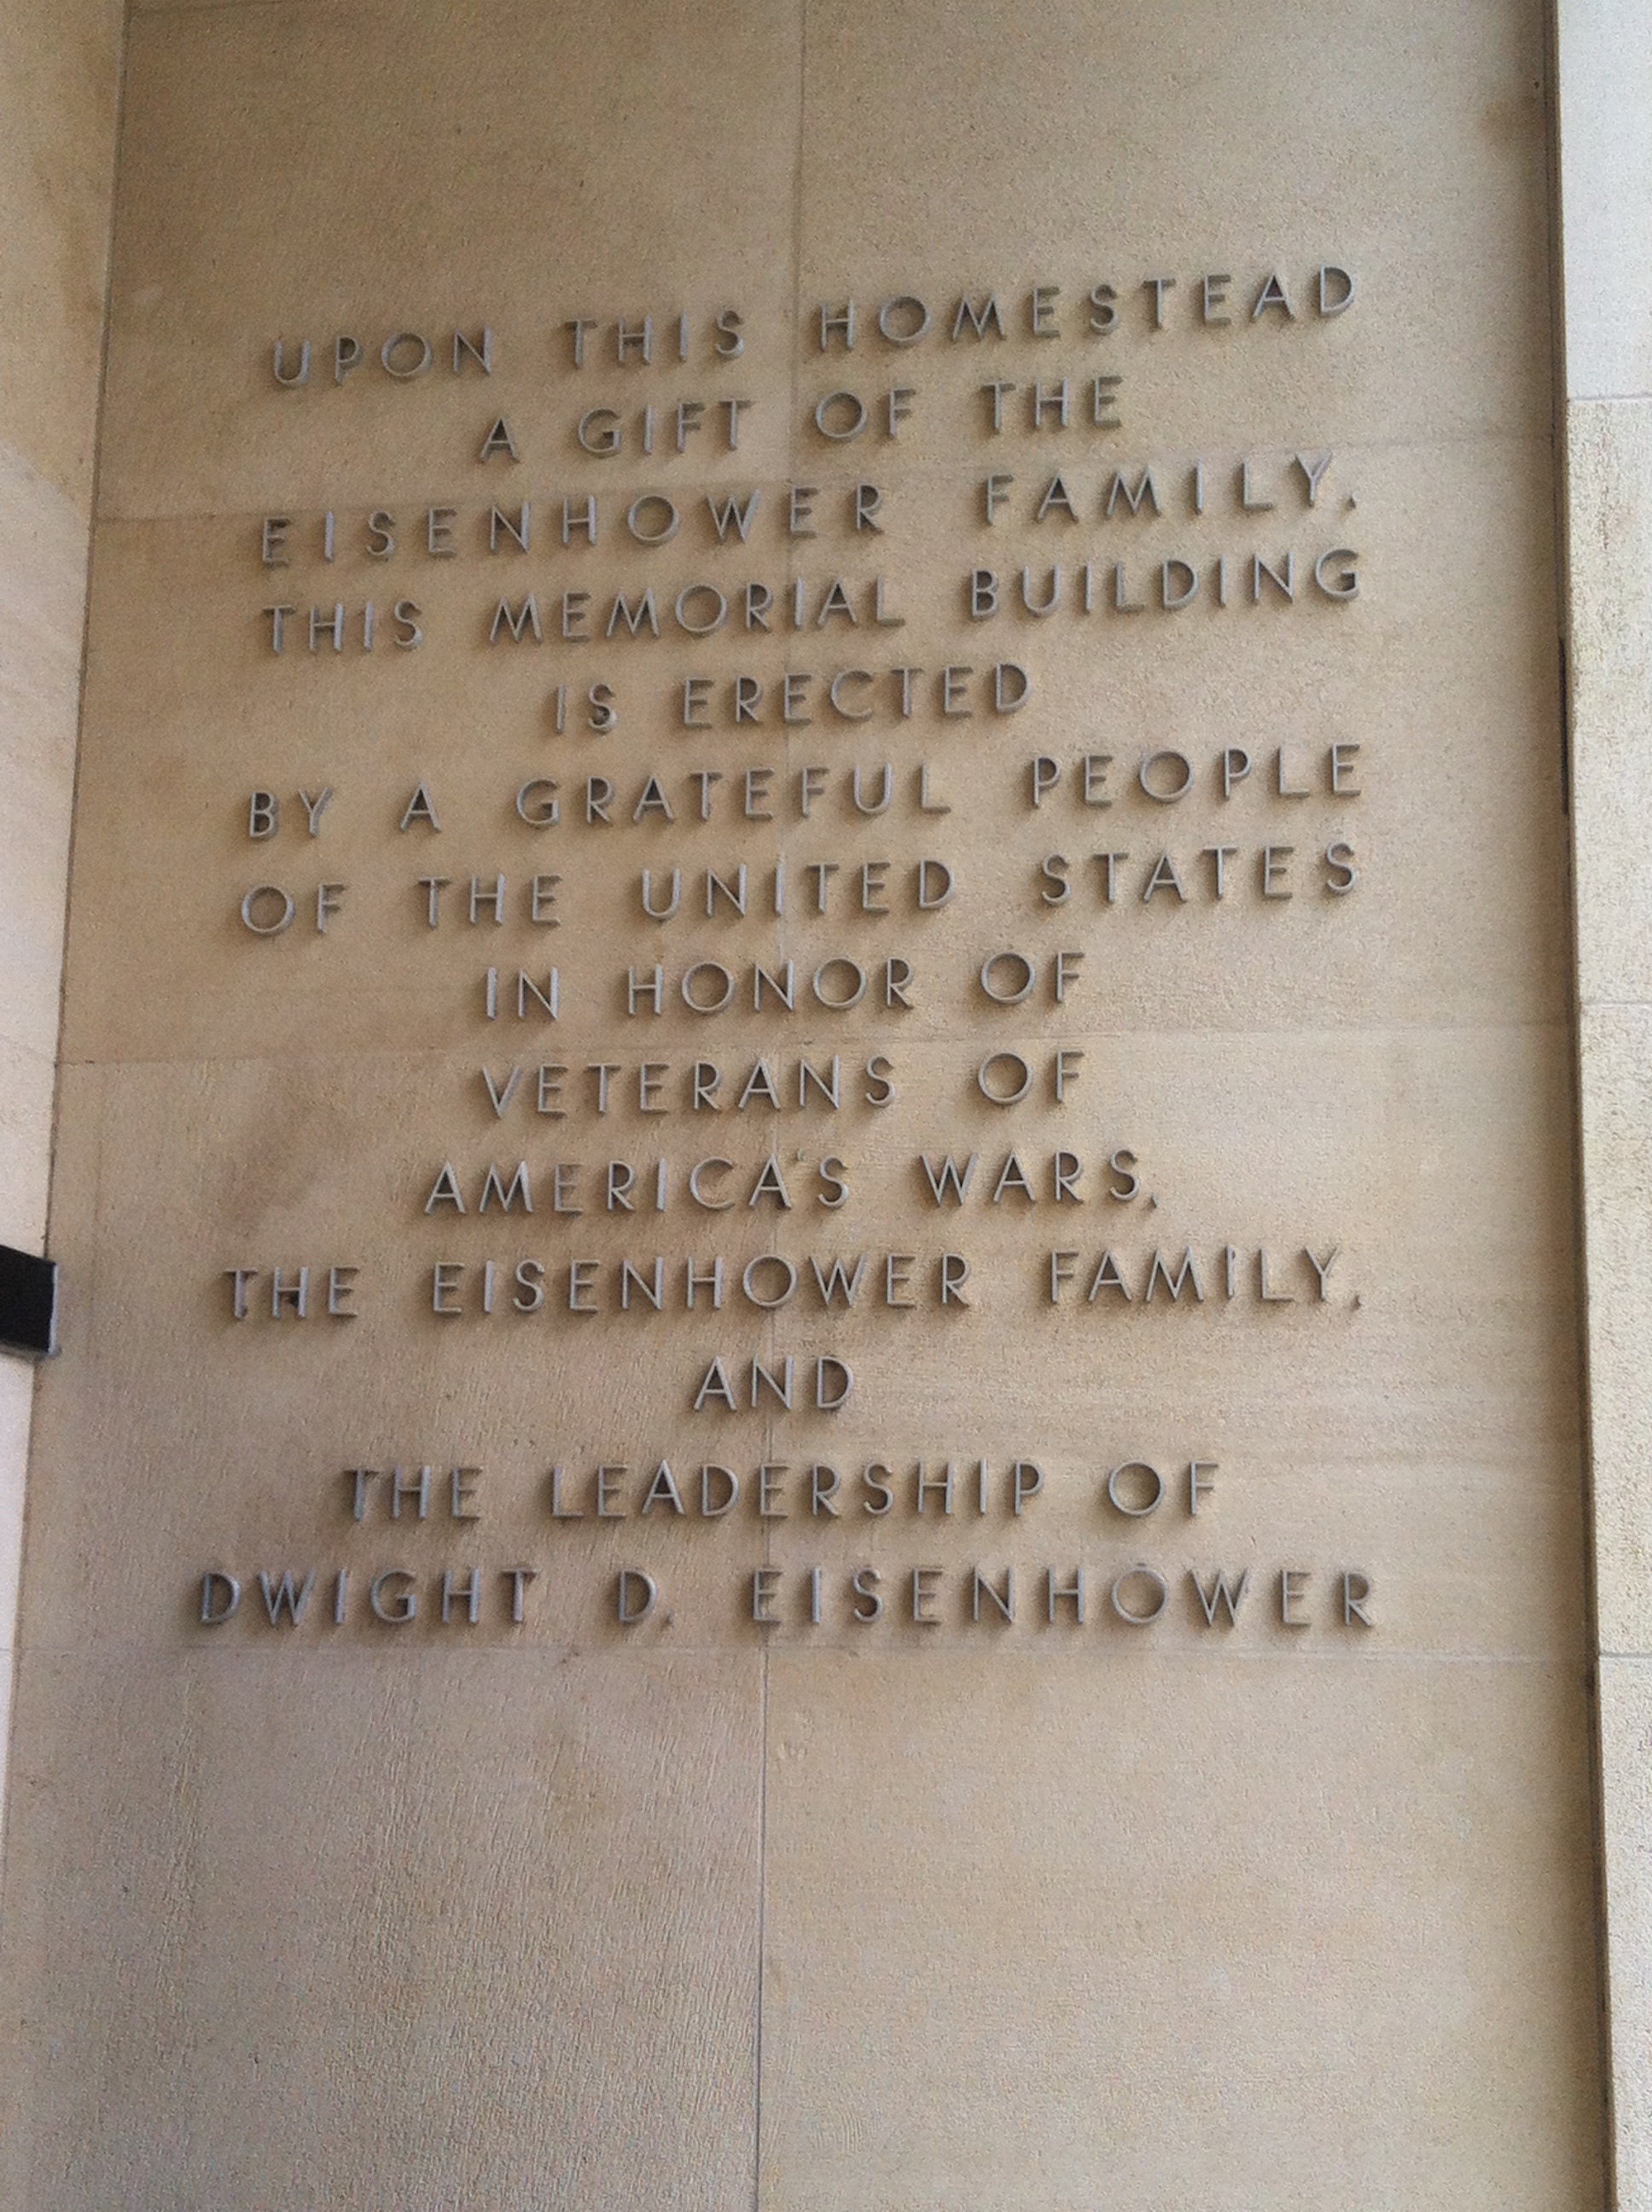 UPON THIS HOMESTEAD
A GIFT OF THE
EISENHOWER FAMILY,
THIS MEMORIAL BUILDING
IS ERECTED
BY A GRATEFUL PEOPLE
OF THE UNITED STATES
IN HONOR OF
VETERANS OF
AMERICA'S WARS,
THE EISENHOWER FAMILY,
AND
THE LEADERSHIP OF
DWIGHT D. EISENHOWER